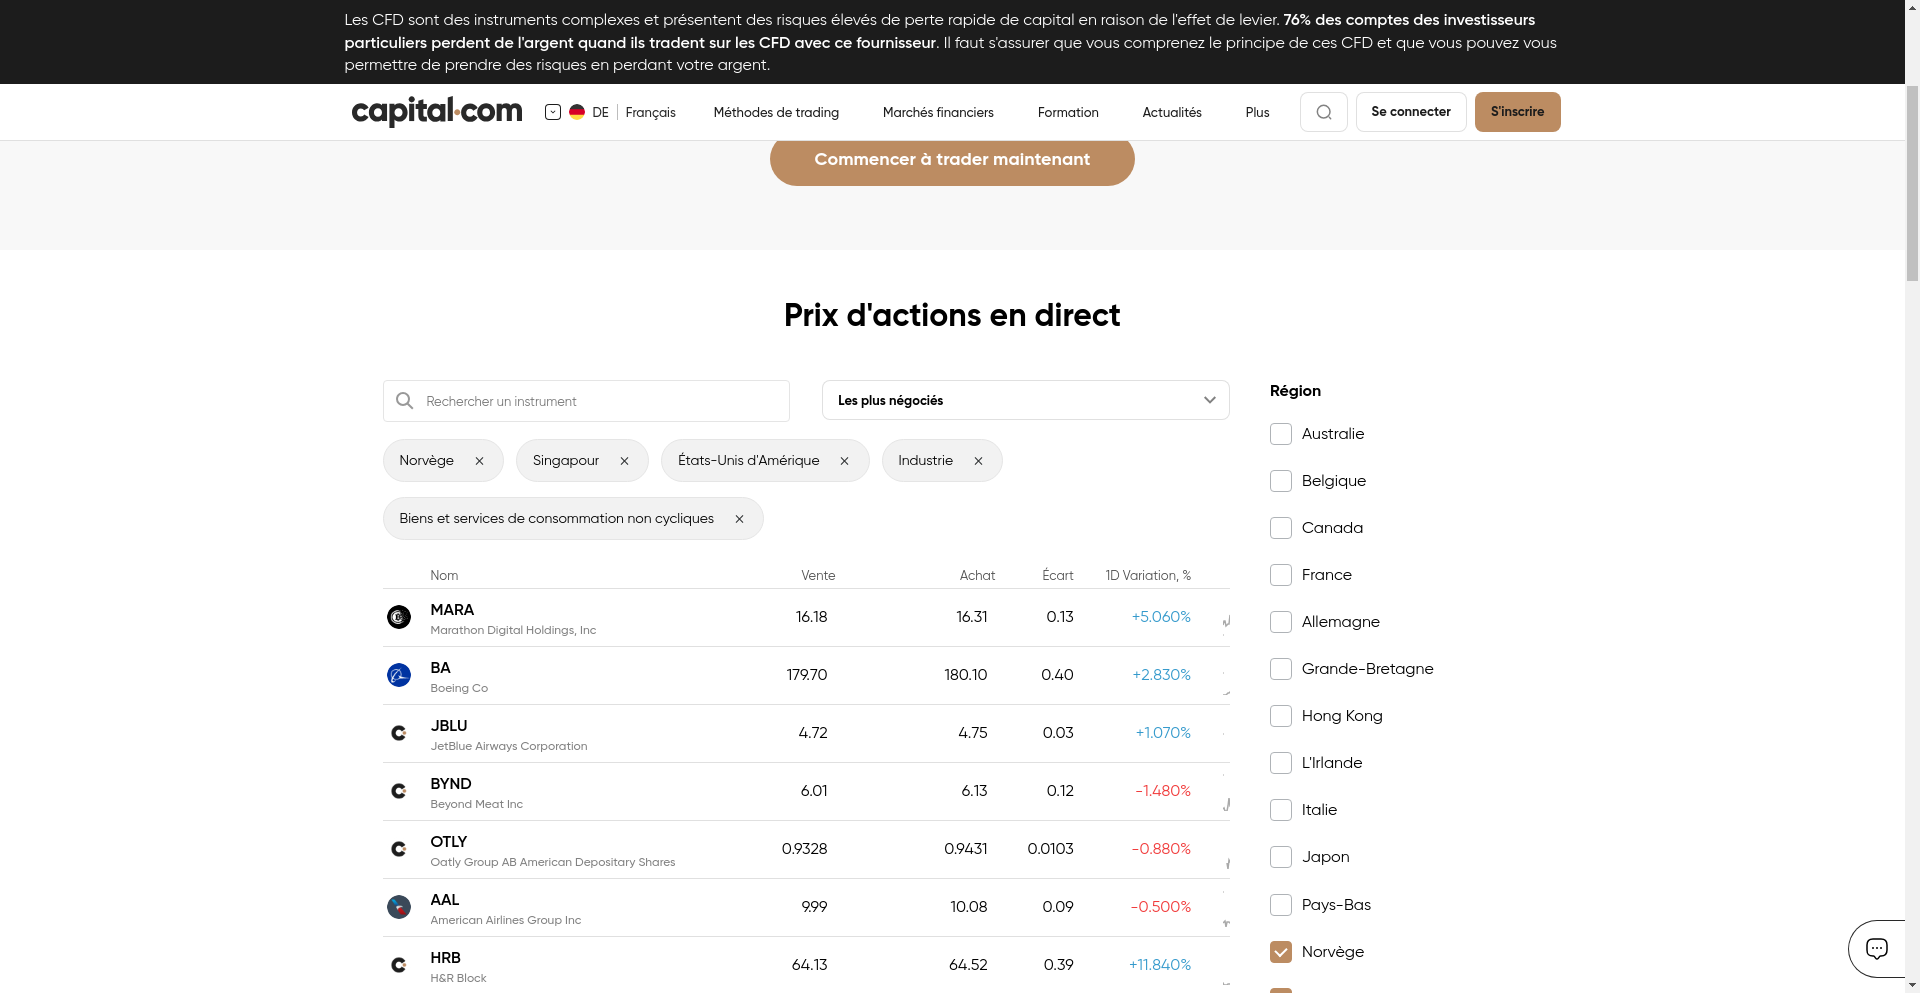 Les CFD sont des instruments complexes et présentent des risques élevés de perte rapide de capital en raison de l'effet de levier. 76% des comptes des investisseurs
particuliers perdent de l'argent quand ils tradent sur les CFD avec ce fournisseur. Il faut s'assurer que vous comprenez le principe de ces CFD et que vous pouvez vous
permettre de prendre des risques en perdant votre argent.
capital.com DE Français Méthodes de trading Marchés financiers Formation Actualités Plus Se connecter S'inscrire
Commencer à trader maintenant
Prix d'actions en direct
Rechercher un instrument
Les plus négociés
Norvège
Singapour
États-Unis d'Amérique
Industrie
Biens et services de consommation non cycliques
Nom Vente Achat Écart 1D Variation, %
MARA
Marathon Digital Holdings, Inc
16.18 16.31 0.13 +5.060%
BA
Boeing Co
179.70 180.10 0.40 +2.830%
JBLU
JetBlue Airways Corporation
4.72 4.75 0.03 +1.070%
BYND
Beyond Meat Inc
6.01 6.13 0.12 -1.480%
OTLY
Oatly Group AB American Depositary Shares
0.9328 0.9431 0.0103 -0.880%
AAL
American Airlines Group Inc
9.99 10.08 0.09 -0.500%
HRB
H&R Block
64.13 64.52 0.39 +11.840%
Région
Australie
Belgique
Canada
France
Allemagne
Grande-Bretagne
Hong Kong
L'Irlande
Italie
Japon
Pays-Bas
Norvège